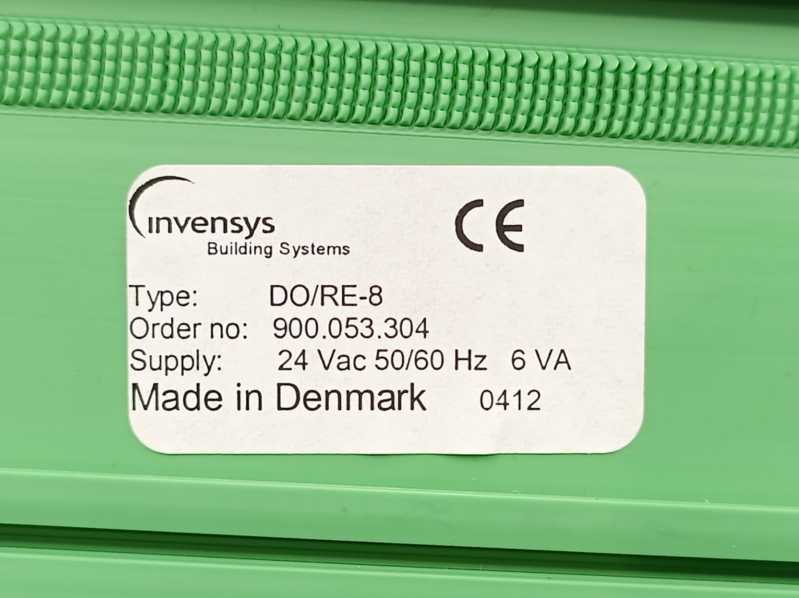 invensys
Building Systems
CE
Type: DO/RE-8
Order no: 900.053.304
Supply: 24 Vac 50/60 Hz 6 VA
Made in Denmark 0412